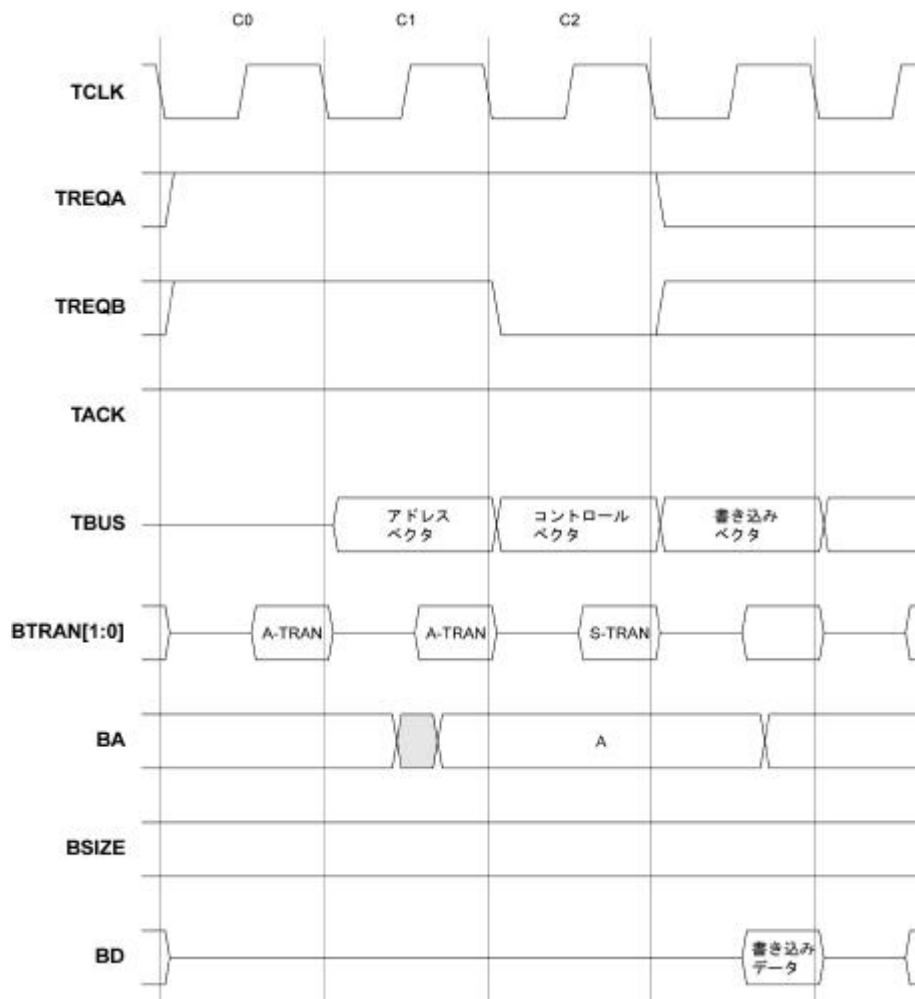 C0 C1 C2
TCLK
TREQA
TREQB
TACK
TBUS
アドレス
ベクタ
コントロール
ベクタ
書き込み
ベクタ
BTRAN[1:0]
A-TRAN
A-TRAN
S-TRAN
BA
A
BSIZE
BD
書き込み
データ